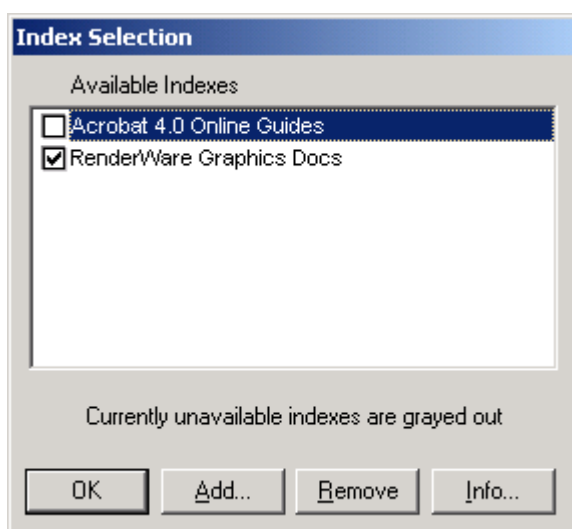 Index Selection
Available Indexes
Acrobat 4.0 Online Guides
RenderWare Graphics Docs
Currently unavailable indexes are grayed out
OK Add... Remove Info...